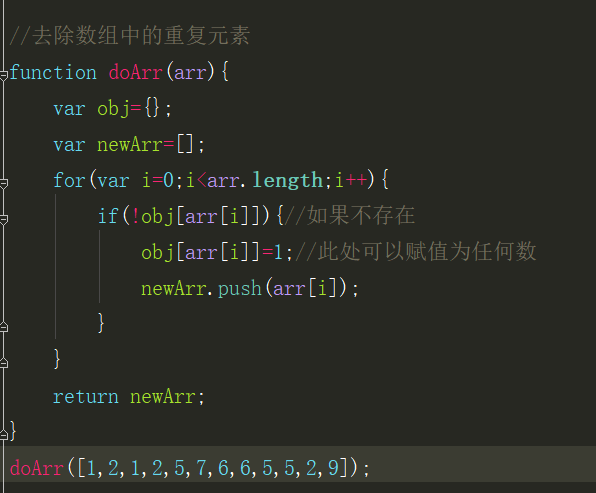 //去除数组中的重复元素
function doArr(arr){
    var obj={};
    var newArr=[];
    for(var i=0;i<arr.length;i++){
        if(!obj[arr[i]]){//如果不存在
            obj[arr[i]]=1;//此处可以赋值为任何数
            newArr.push(arr[i]);
        }
    }
    return newArr;
}
doArr([1,2,1,2,5,7,6,6,5,5,2,9]);